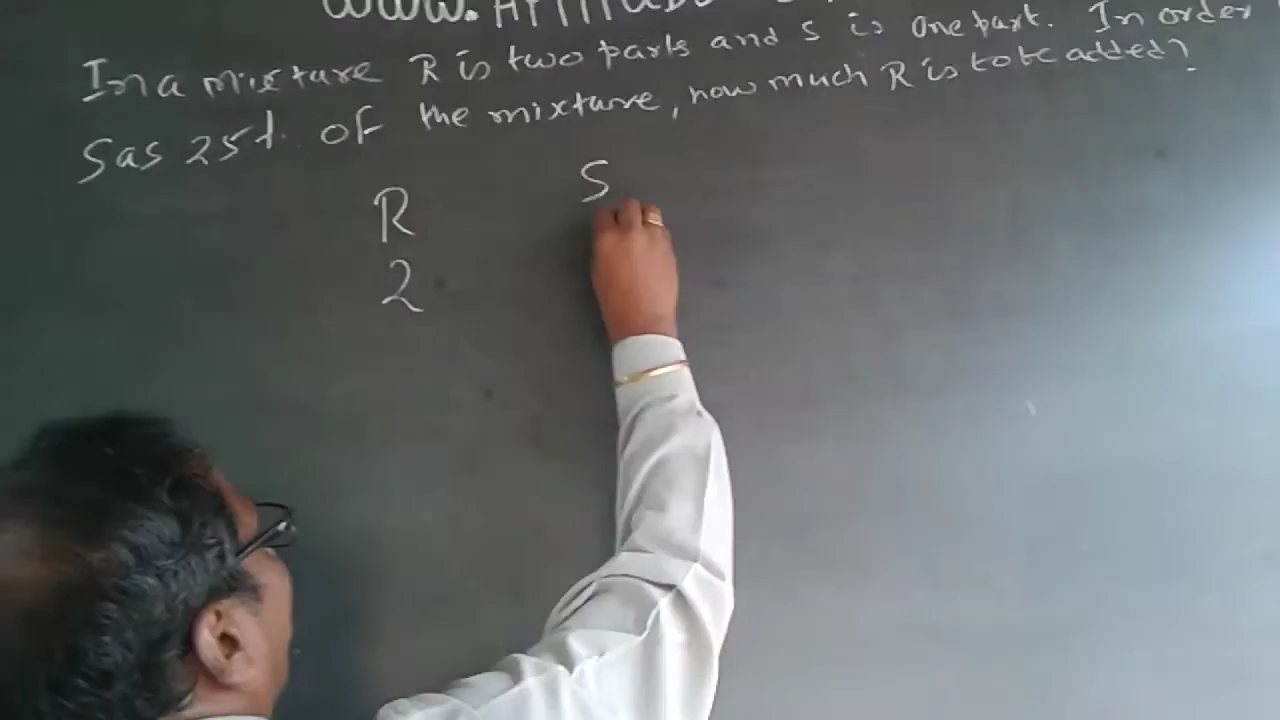 www.
In a mixture R is two parts and S is one part. In order
S as 25% of the mixture, how much R is to be added?
R S
2